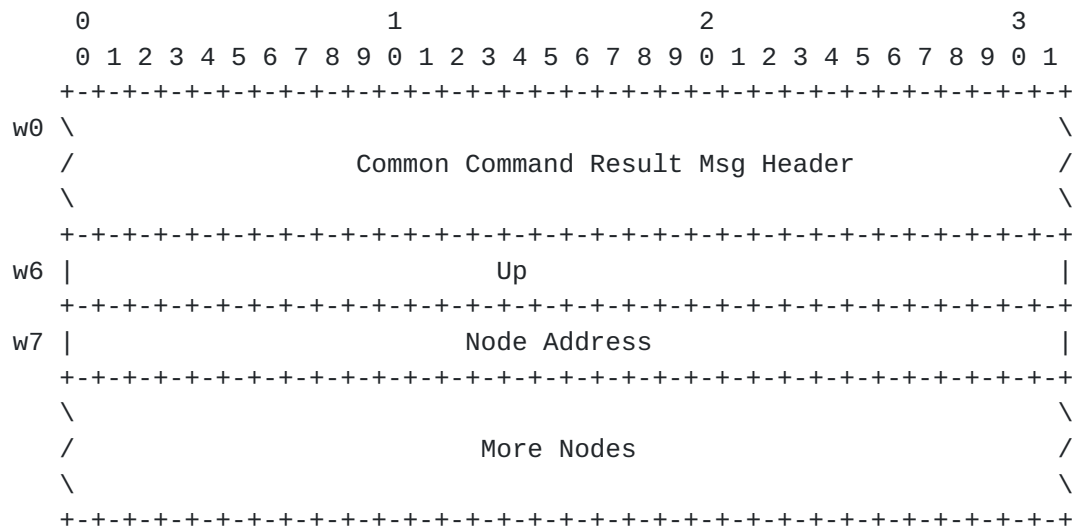 0                   1                   2                   3
0 1 2 3 4 5 6 7 8 9 0 1 2 3 4 5 6 7 8 9 0 1 2 3 4 5 6 7 8 9 0 1
+-+-+-+-+-+-+-+-+-+-+-+-+-+-+-+-+-+-+-+-+-+-+-+-+-+-+-+-+-+-+-+-+
w0 \                                                               \
/                  Common Command Result Msg Header             /
\                                                               \
+-+-+-+-+-+-+-+-+-+-+-+-+-+-+-+-+-+-+-+-+-+-+-+-+-+-+-+-+-+-+-+-+
w6 |                           Up                                  |
+-+-+-+-+-+-+-+-+-+-+-+-+-+-+-+-+-+-+-+-+-+-+-+-+-+-+-+-+-+-+-+-+
w7 |                         Node Address                          |
+-+-+-+-+-+-+-+-+-+-+-+-+-+-+-+-+-+-+-+-+-+-+-+-+-+-+-+-+-+-+-+-+
\                                                               \
/                          More Nodes                           /
\                                                               \
+-+-+-+-+-+-+-+-+-+-+-+-+-+-+-+-+-+-+-+-+-+-+-+-+-+-+-+-+-+-+-+-+